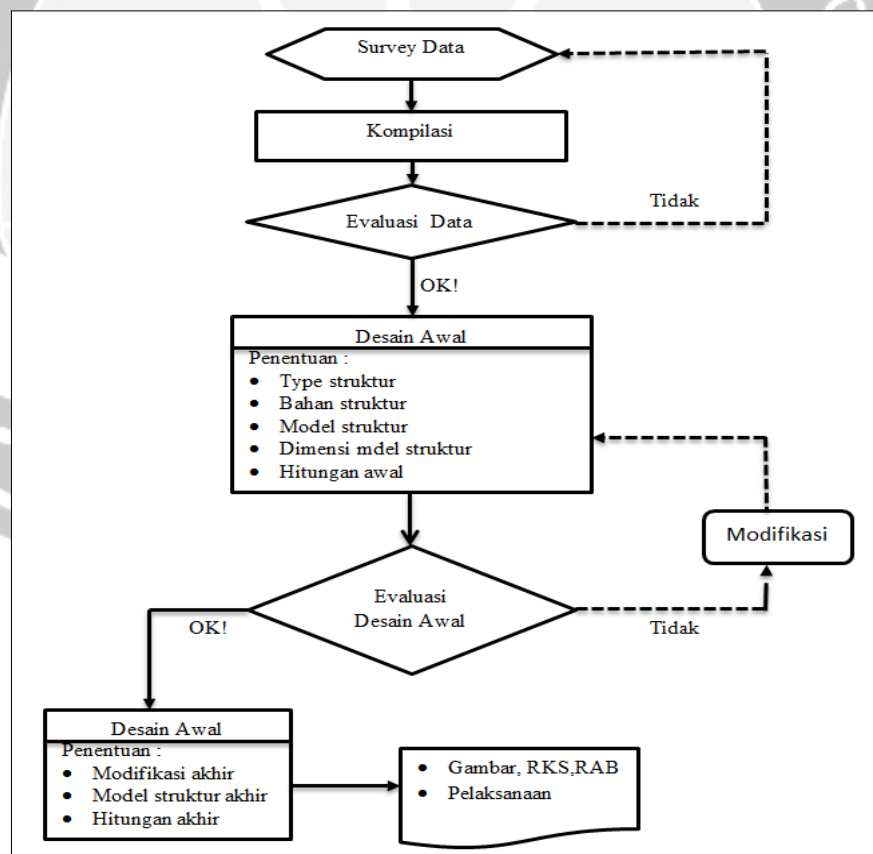 Survey Data
Kompilasi
Evaluasi Data
Tidak
OK!
Desain Awal
Penentuan :
• Type struktur
• Bahan struktur
• Model struktur
• Dimensi mdel struktur
• Hitungan awal
Modifikasi
Evaluasi
Desain Awal
OK!
Tidak
Desain Awal
Penentuan :
• Modifikasi akhir
• Model struktur akhir
• Hitungan akhir
• Gambar, RKS,RAB
• Pelaksanaan